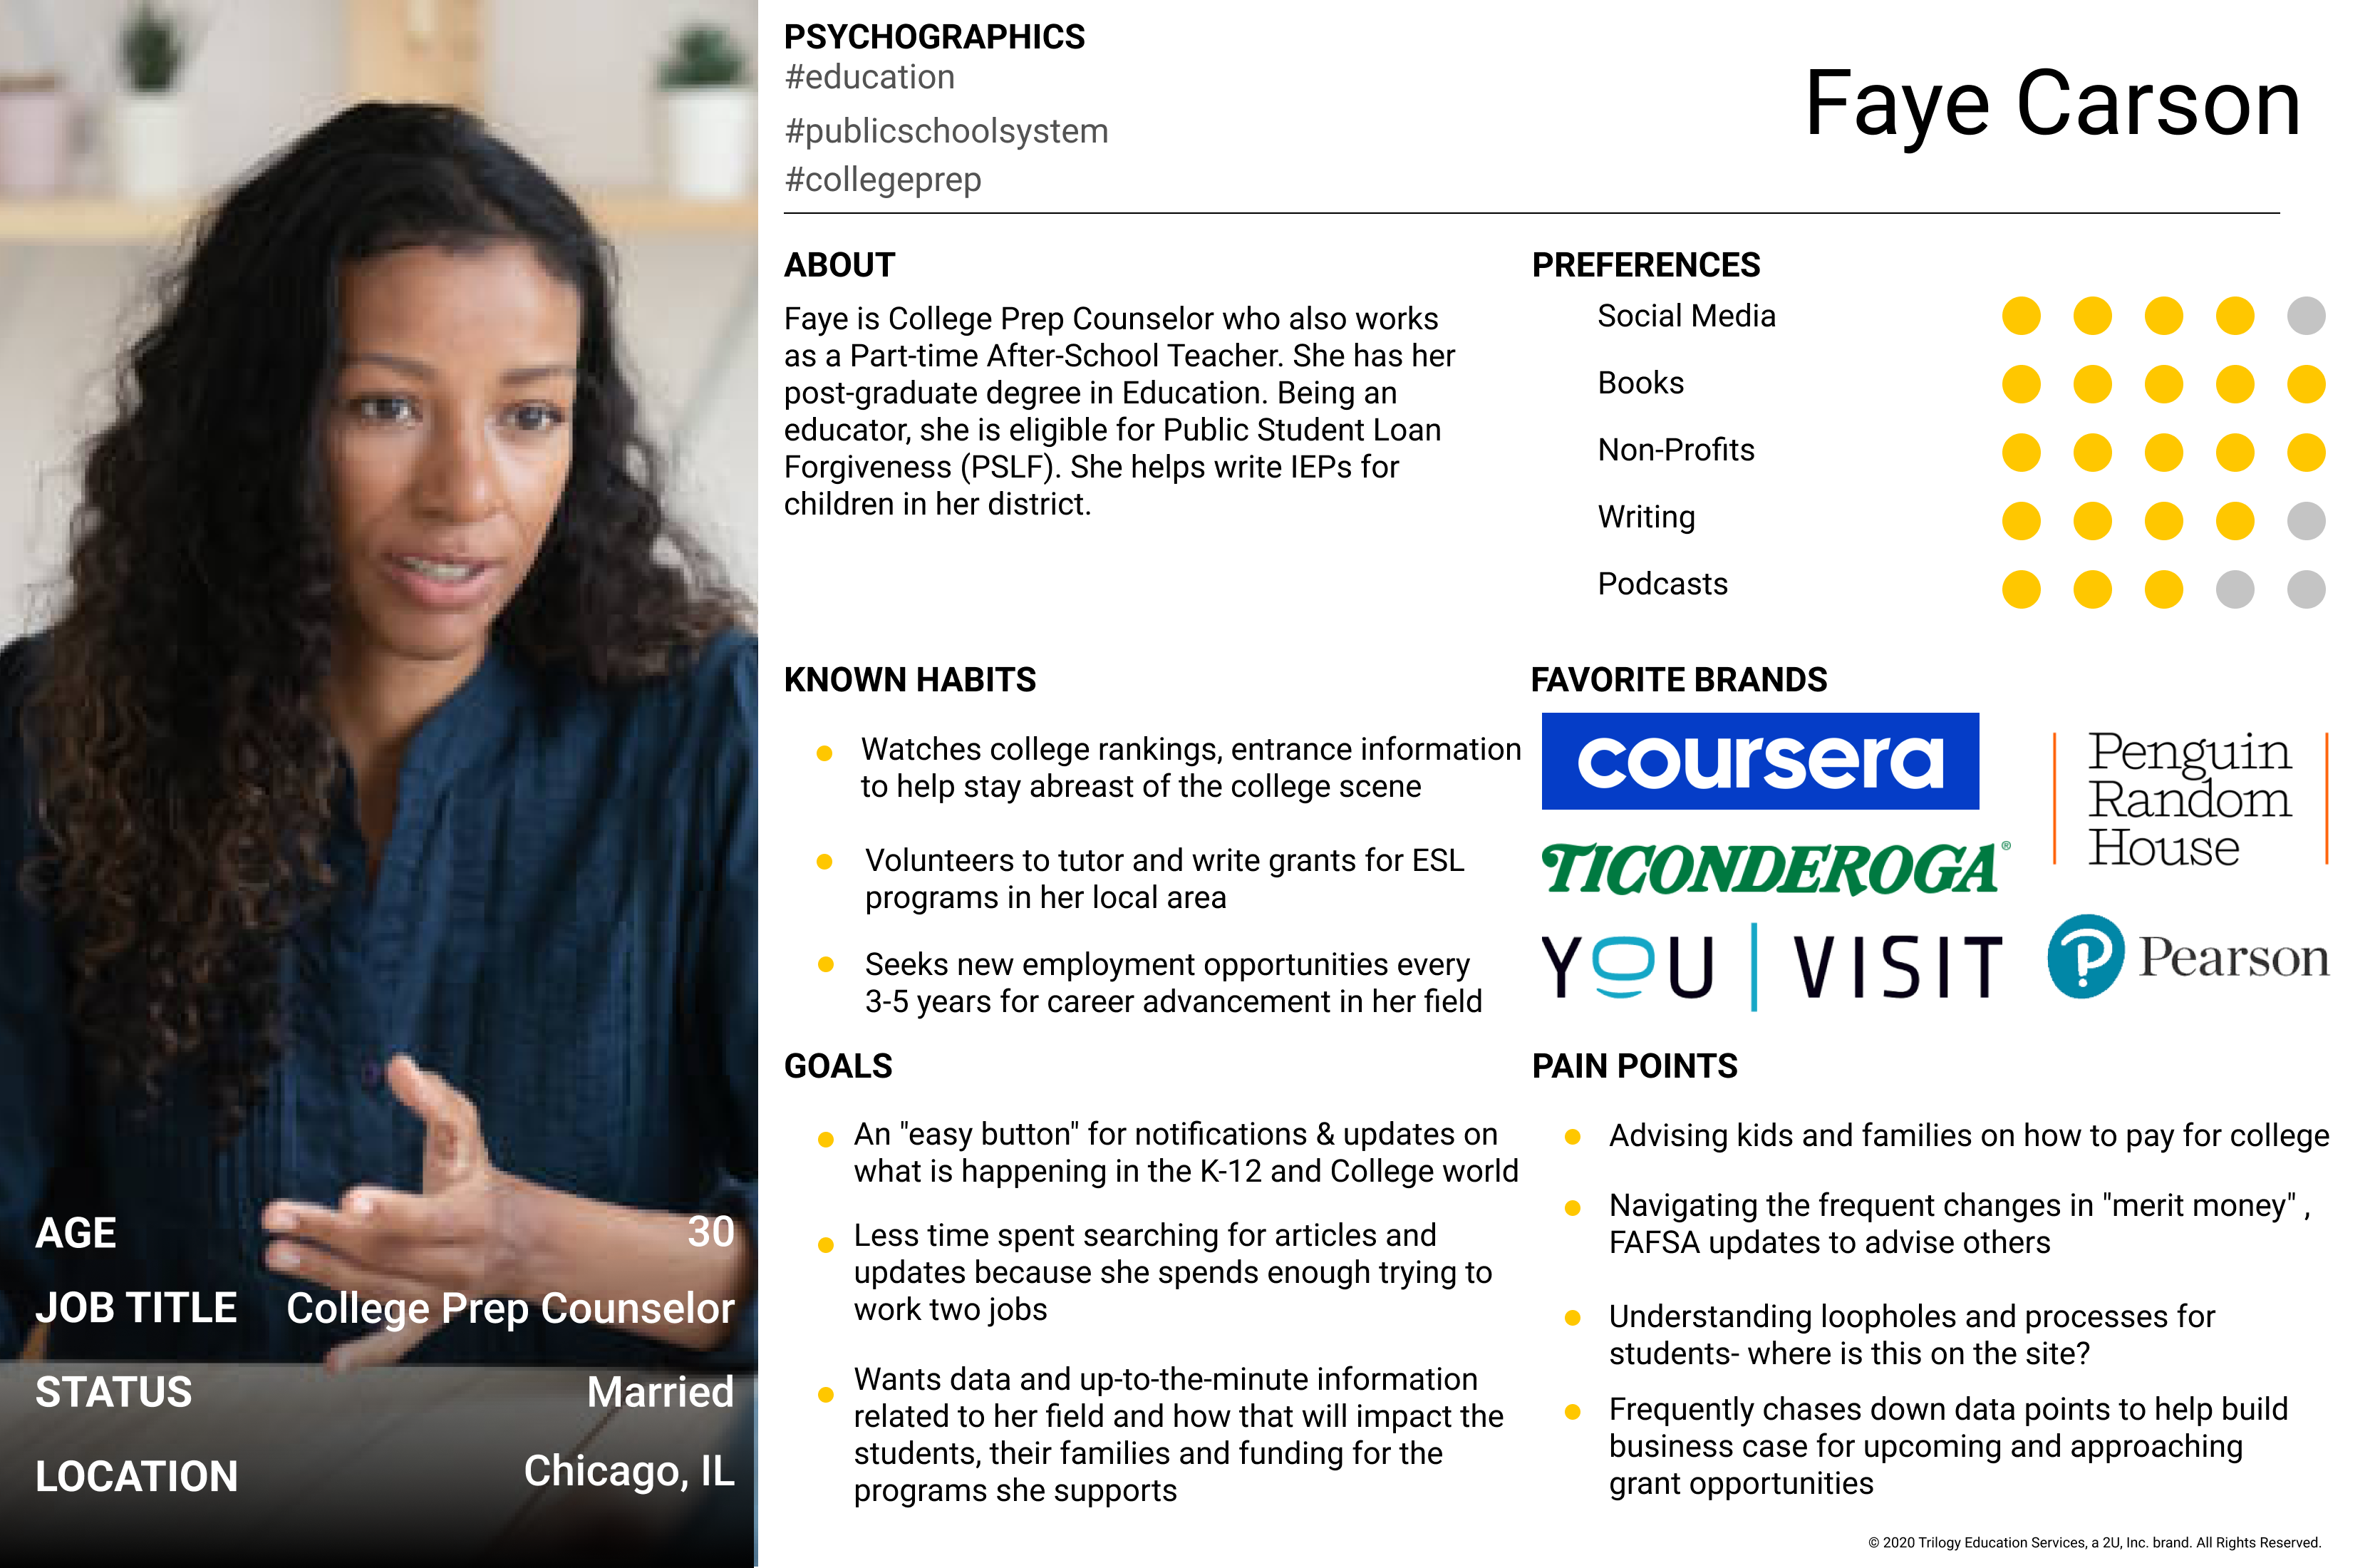 PSYCHOGRAPHICS
#education
#publicschoolsystem
#collegeprep
Faye Carson
ABOUT
Faye is College Prep Counselor who also works
as a Part-time After-School Teacher. She has her
post-graduate degree in Education. Being an
educator, she is eligible for Public Student Loan
Forgiveness (PSLF). She helps write IEPs for
children in her district.
PREFERENCES
Social Media
Books
Non-Profits
Writing
Podcasts
KNOWN HABITS
Watches college rankings, entrance information
to help stay abreast of the college scene
Volunteers to tutor and write grants for ESL
programs in her local area
Seeks new employment opportunities every
3-5 years for career advancement in her field
FAVORITE BRANDS
coursera
Penguin
Random
House
TICONDEROGA®
YOU | VISIT
Pearson
GOALS
An "easy button" for notifications & updates on
what is happening in the K-12 and College world
Less time spent searching for articles and
updates because she spends enough trying to
work two jobs
Wants data and up-to-the-minute information
related to her field and how that will impact the
students, their families and funding for the
programs she supports
PAIN POINTS
Advising kids and families on how to pay for college
Navigating the frequent changes in "merit money" ,
FAFSA updates to advise others
Understanding loopholes and processes for
students- where is this on the site?
Frequently chases down data points to help build
business case for upcoming and approaching
grant opportunities
AGE 30
JOB TITLE College Prep Counselor
STATUS Married
LOCATION Chicago, IL
© 2020 Trilogy Education Services, a 2U, Inc. brand. All Rights Reserved.